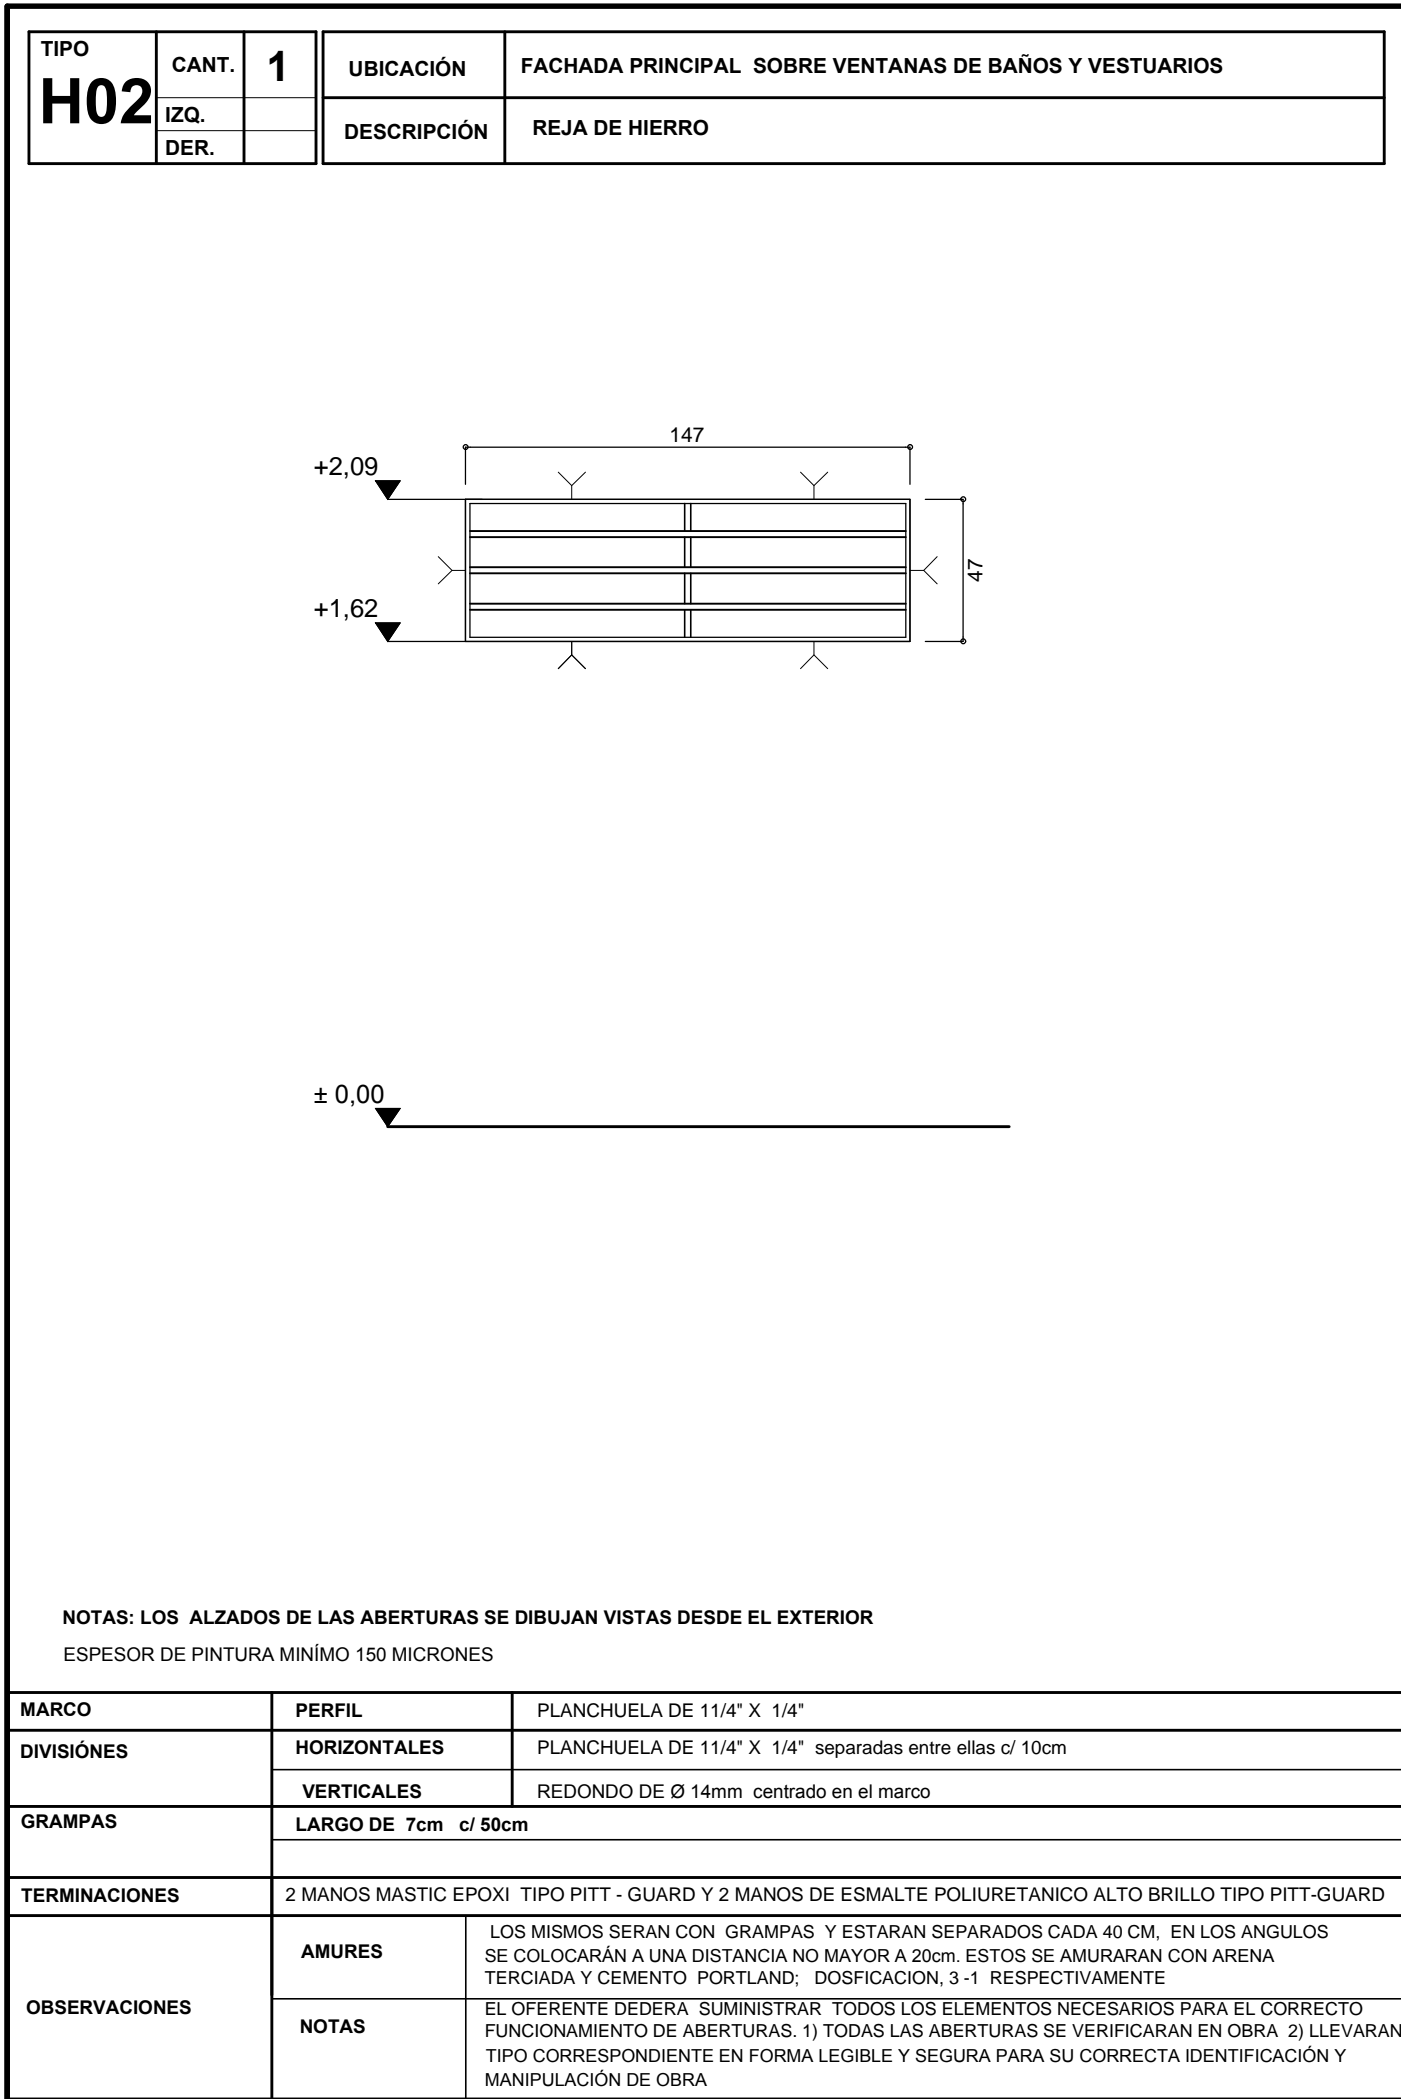 TIPO
H02
CANT.
1
IZQ.
DER.
UBICACIÓN
FACHADA PRINCIPAL SOBRE VENTANAS DE BAÑOS Y VESTUARIOS
DESCRIPCIÓN
REJA DE HIERRO
147
+2,09
47
+1,62
± 0,00
NOTAS: LOS ALZADOS DE LAS ABERTURAS SE DIBUJAN VISTAS DESDE EL EXTERIOR
ESPESOR DE PINTURA MINÍMO 150 MICRONES
MARCO
PERFIL
PLANCHUELA DE 11/4" X 1/4"
DIVISIÓNES
HORIZONTALES
PLANCHUELA DE 11/4" X 1/4" separadas entre ellas c/ 10cm
VERTICALES
REDONDO DE Ø 14mm centrado en el marco
GRAMPAS
LARGO DE 7cm c/ 50cm
TERMINACIONES
2 MANOS MASTIC EPOXI TIPO PITT - GUARD Y 2 MANOS DE ESMALTE POLIURETANICO ALTO BRILLO TIPO PITT-GUARD
OBSERVACIONES
AMURES
LOS MISMOS SERAN CON GRAMPAS Y ESTARAN SEPARADOS CADA 40 CM, EN LOS ANGULOS
SE COLOCARÁN A UNA DISTANCIA NO MAYOR A 20cm. ESTOS SE AMURARAN CON ARENA
TERCIADA Y CEMENTO PORTLAND; DOSFICACION, 3 -1 RESPECTIVAMENTE
NOTAS
EL OFERENTE DEDERA SUMINISTRAR TODOS LOS ELEMENTOS NECESARIOS PARA EL CORRECTO
FUNCIONAMIENTO DE ABERTURAS. 1) TODAS LAS ABERTURAS SE VERIFICARAN EN OBRA 2) LLEVARAN
TIPO CORRESPONDIENTE EN FORMA LEGIBLE Y SEGURA PARA SU CORRECTA IDENTIFICACIÓN Y
MANIPULACIÓN DE OBRA